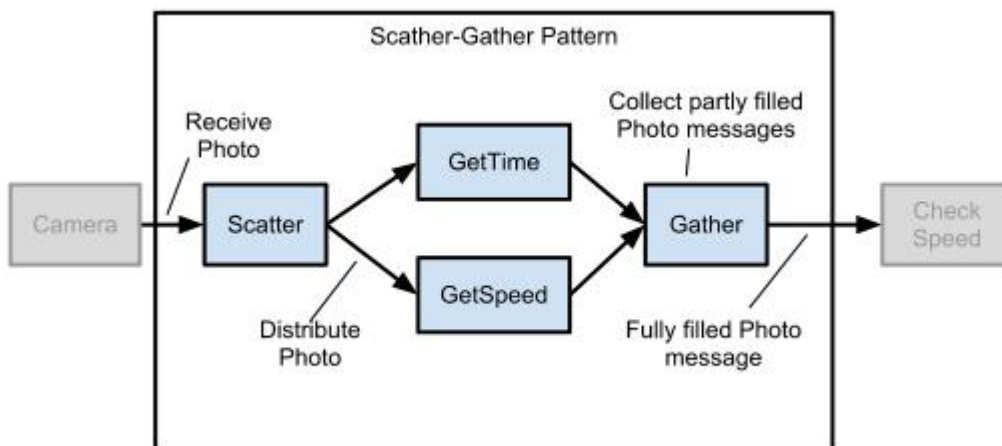 Scather-Gather Pattern
Receive
Photo
Collect partly filled
Photo messages
GetTime
Camera
Scatter
Gather
Check
Speed
GetSpeed
Distribute
Photo
Fully filled Photo
message